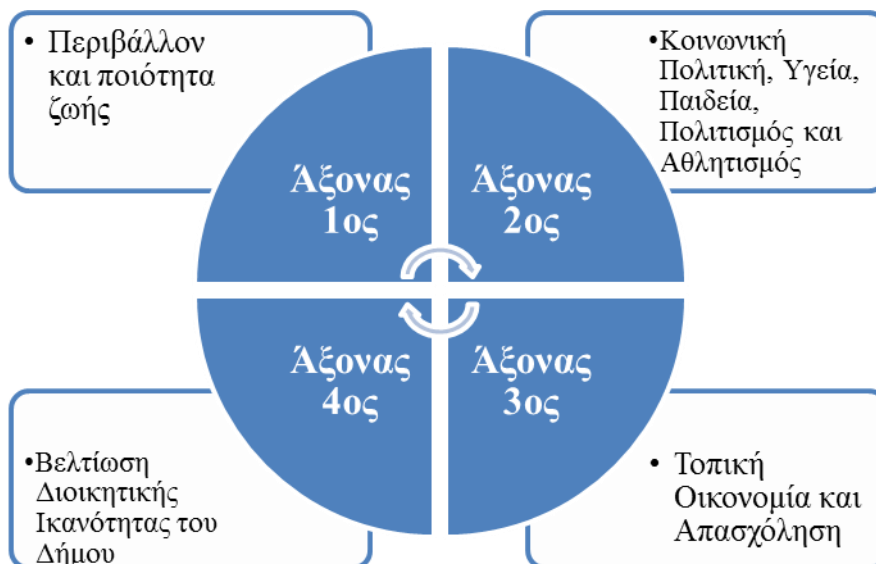 • Περιβάλλον
και ποιότητα
ζωής
•Κοινωνική
Πολιτική, Υγεία,
Παιδεία,
Πολιτισμός και
Αθλητισμός
Άξονας
1ος
Άξονας
2ος
Άξονας
4ος
Άξονας
3ος
•Βελτίωση
Διοικητικής
Ικανότητας του
Δήμου
• Τοπική
Οικονομία και
Απασχόληση